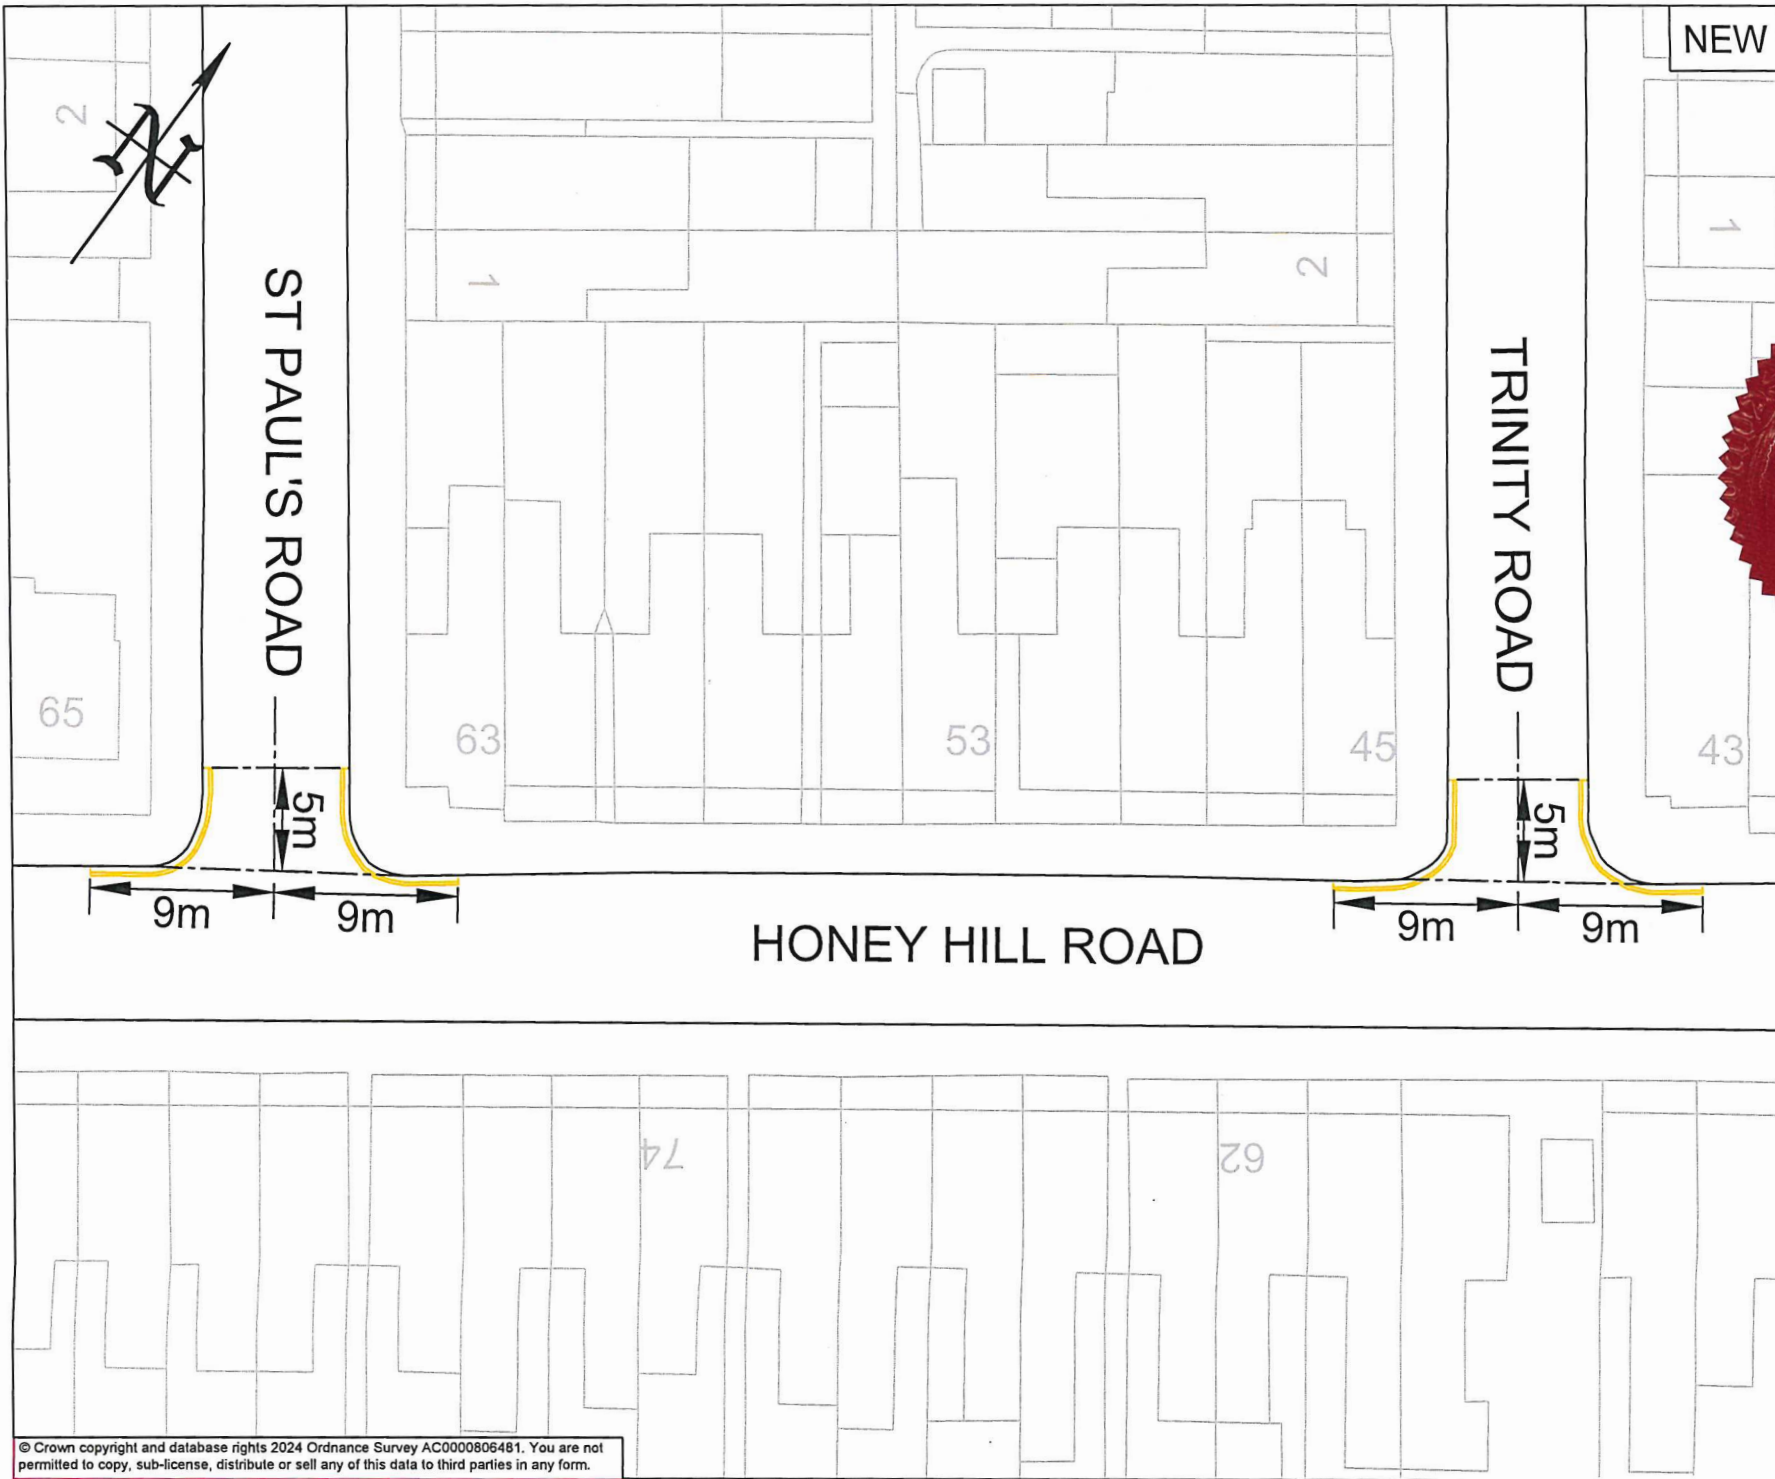 NEW
N
2
1
2
1
ST PAUL'S ROAD
TRINITY ROAD
65
63
53
45
43
5m
5m
9m
9m
9m
9m
HONEY HILL ROAD
74
62
© Crown copyright and database rights 2024 Ordnance Survey AC0000806481. You are not
permitted to copy, sub-license, distribute or sell any of this data to third parties in any form.